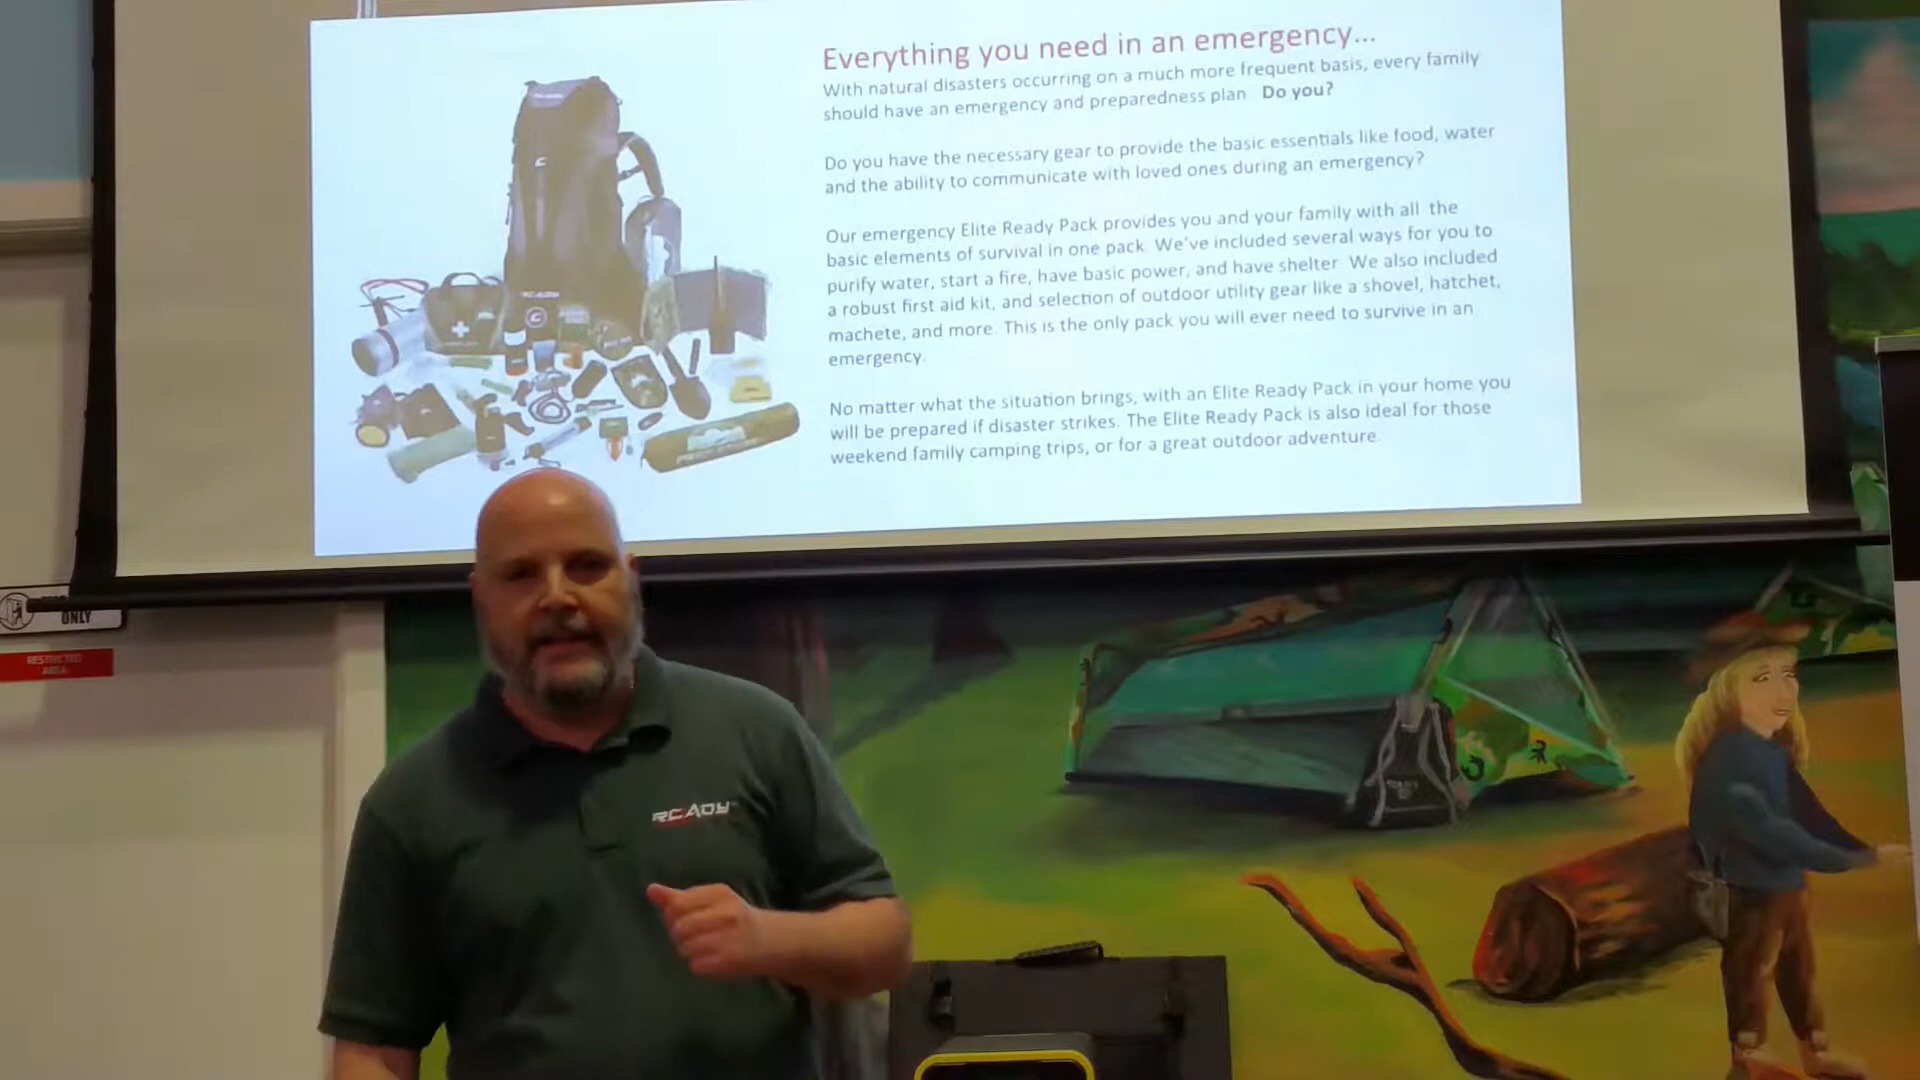 Everything you need in an emergency...
With natural disasters occurring on a much more frequent basis, every family
should have an emergency and preparedness plan. Do you?
Do you have the necessary gear to provide the basic essentials like food, water
and the ability to communicate with loved ones during an emergency?
Our emergency Elite Ready Pack provides you and your family with all the
basic elements of survival in one pack. We've included several ways for you to
purify water, start a fire, have basic power, and have shelter. We also included
a robust first aid kit, and selection of outdoor utility gear like a shovel, hatchet,
machete, and more. This is the only pack you will ever need to survive in an
emergency.
No matter what the situation brings, with an Elite Ready Pack in your home you
will be prepared if disaster strikes. The Elite Ready Pack is also ideal for those
weekend family camping trips, or for a great outdoor adventure.
ONLY
RESTRICTED
AREA
READY